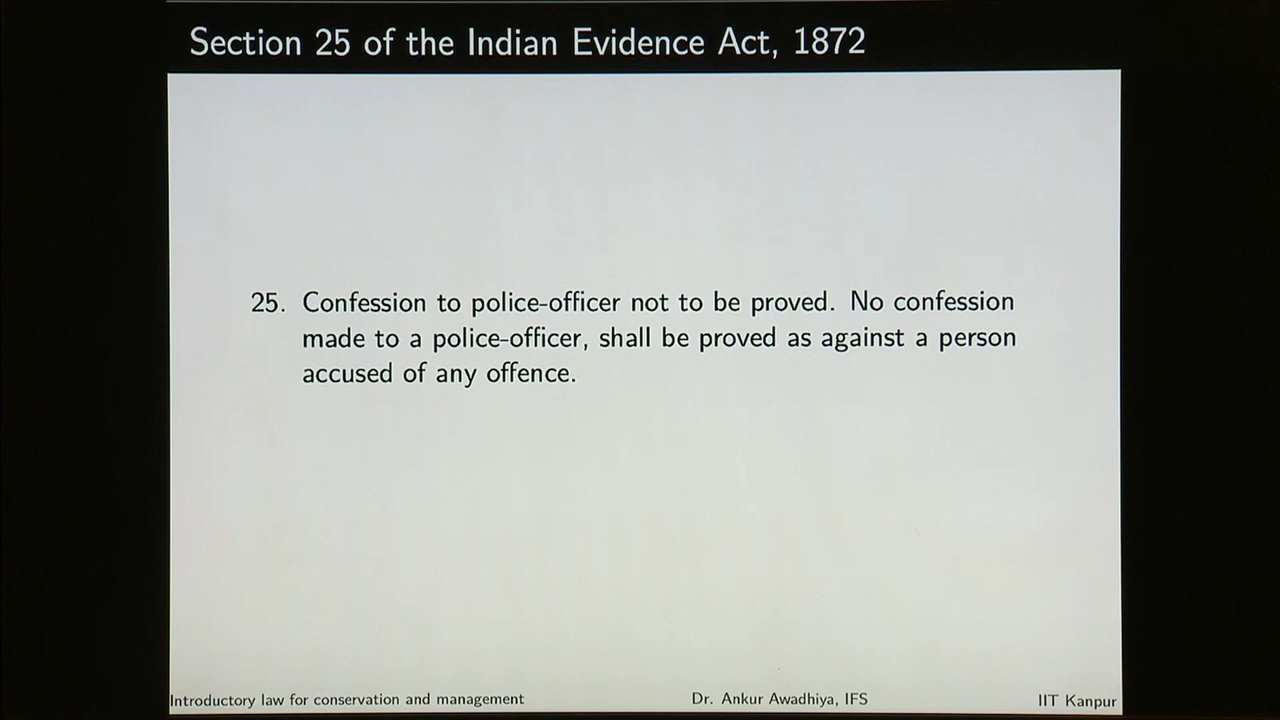 Section 25 of the Indian Evidence Act, 1872
25. Confession to police-officer not to be proved. No confession
made to a police-officer, shall be proved as against a person
accused of any offence.
Introductory law for conservation and management Dr. Ankur Awadhiya, IFS IIT Kanpur